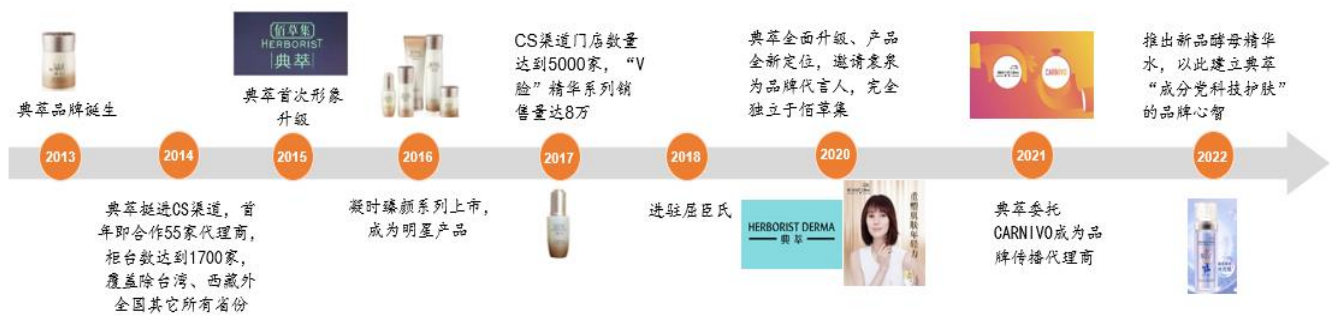 典萃品牌诞生
佰草集
HERBORIST
典萃
典萃首次形象
升级
CS渠道门店数量
达到5000家，“V
脸”精华系列销
售量达8万
典萃全面升级、产品
全新定位，邀请袁泉
为品牌代言人，完全
独立于佰草集
CARNIVO
推出新品酵母精华
水，以此建立典萃
“成分党科技护肤”
的品牌心智
2013
2014
2015
2016
2017
2018
2020
2021
2022
典萃挺进CS渠道，首
年即合作55家代理商，
柜台数达到1700家，
覆盖除台湾、西藏外
全国其它所有省份
凝时臻颜系列上市，
成为明星产品
进驻屈臣氏
HERBORIST DERMA
典萃
重塑肌肤年轻力
典萃委托
CARNIVO成为品
牌传播代理商